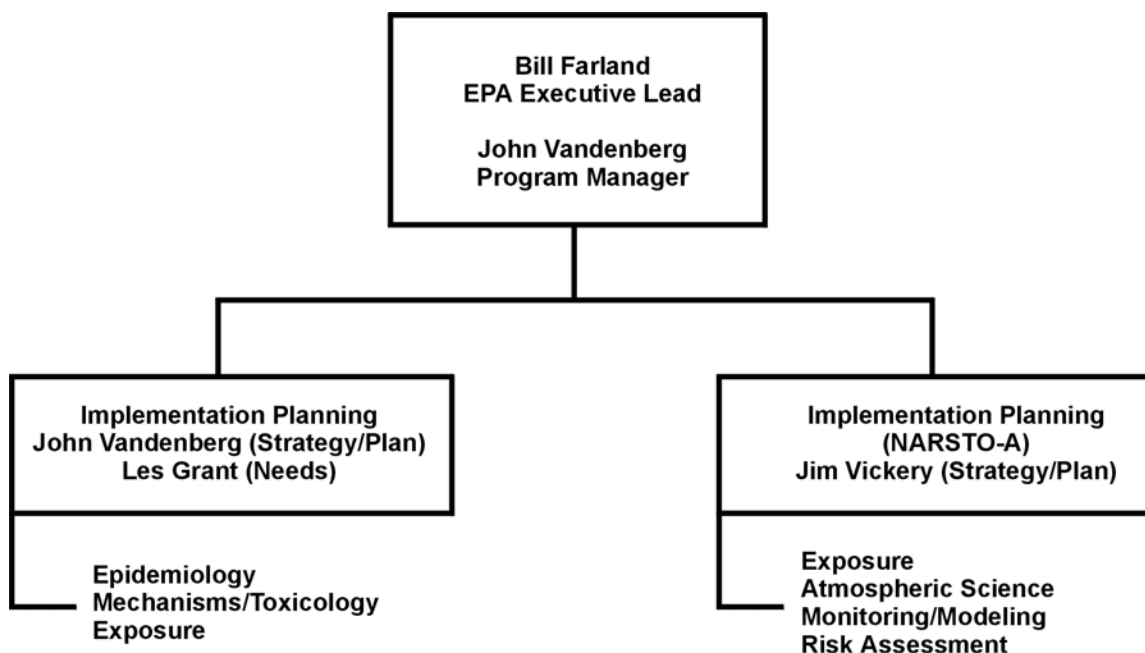 Bill Farland
EPA Executive Lead
John Vandenberg
Program Manager
Implementation Planning
John Vandenberg (Strategy/Plan)
Les Grant (Needs)
Epidemiology
Mechanisms/Toxicology
Exposure
Implementation Planning
(NARSTO-A)
Jim Vickery (Strategy/Plan)
Exposure
Atmospheric Science
Monitoring/Modeling
Risk Assessment